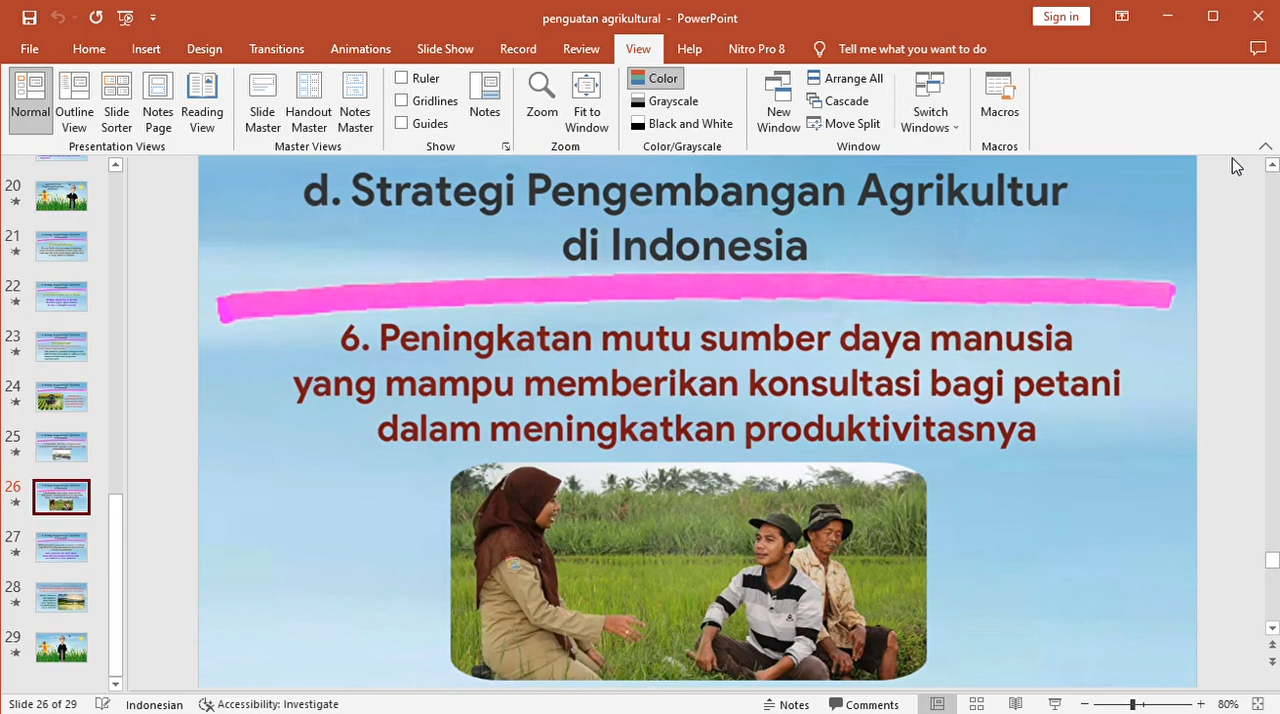 penguatan agrikultural - PowerPoint
Sign in
File Home Insert Design Transitions Animations Slide Show Record Review View Help Nitro Pro 8 Tell me what you want to do
Normal
Outline View
Slide Sorter
Notes Page
Reading View
Presentation Views
Slide Master
Handout Master
Notes Master
Master Views
Ruler
Gridlines
Guides
Show
Notes
Zoom
Fit to Window
Zoom
Color
Grayscale
Black and White
Color/Grayscale
New Window
Arrange All
Cascade
Move Split
Switch Windows
Window
Macros
Macros
20
21
22
23
24
25
26
27
28
29
d. Strategi Pengembangan Agrikultur
di Indonesia
6. Peningkatan mutu sumber daya manusia
yang mampu memberikan konsultasi bagi petani
dalam meningkatkan produktivitasnya
Slide 26 of 29 Indonesian Accessibility: Investigate Notes Comments 80%